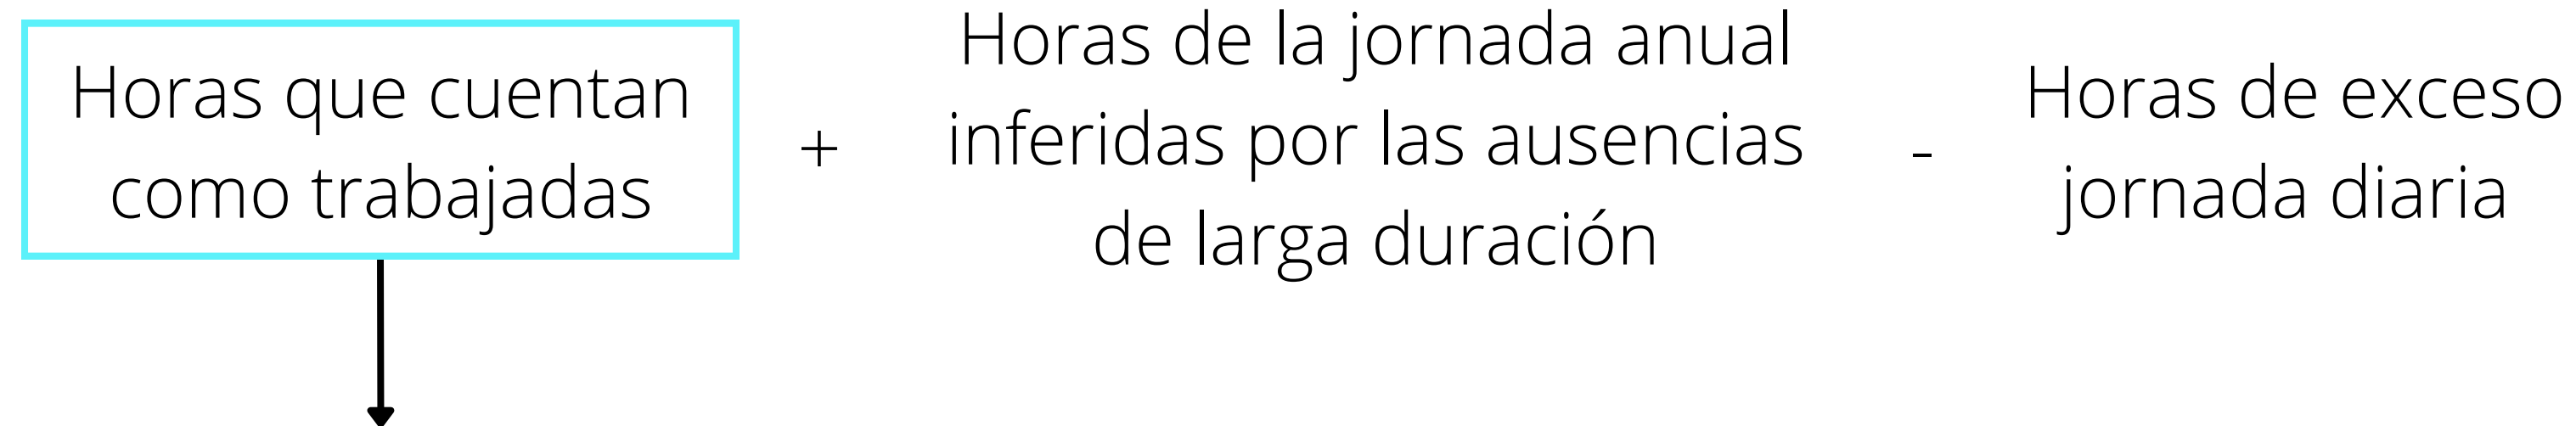 Horas que cuentan
como trabajadas
+
Horas de la jornada anual
inferidas por las ausencias
de larga duración
-
Horas de exceso
jornada diaria